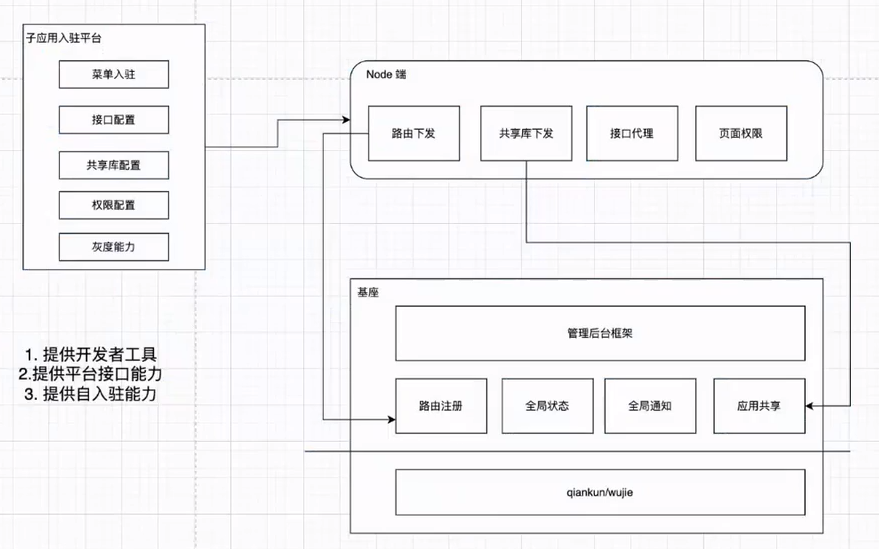 子应用入驻平台
菜单入驻
接口配置
共享库配置
权限配置
灰度能力
Node 端
路由下发
共享库下发
接口代理
页面权限
1. 提供开发者工具
2.提供平台接口能力
3. 提供自入驻能力
基座
管理后台框架
路由注册
全局状态
全局通知
应用共享
qiankun/wujie